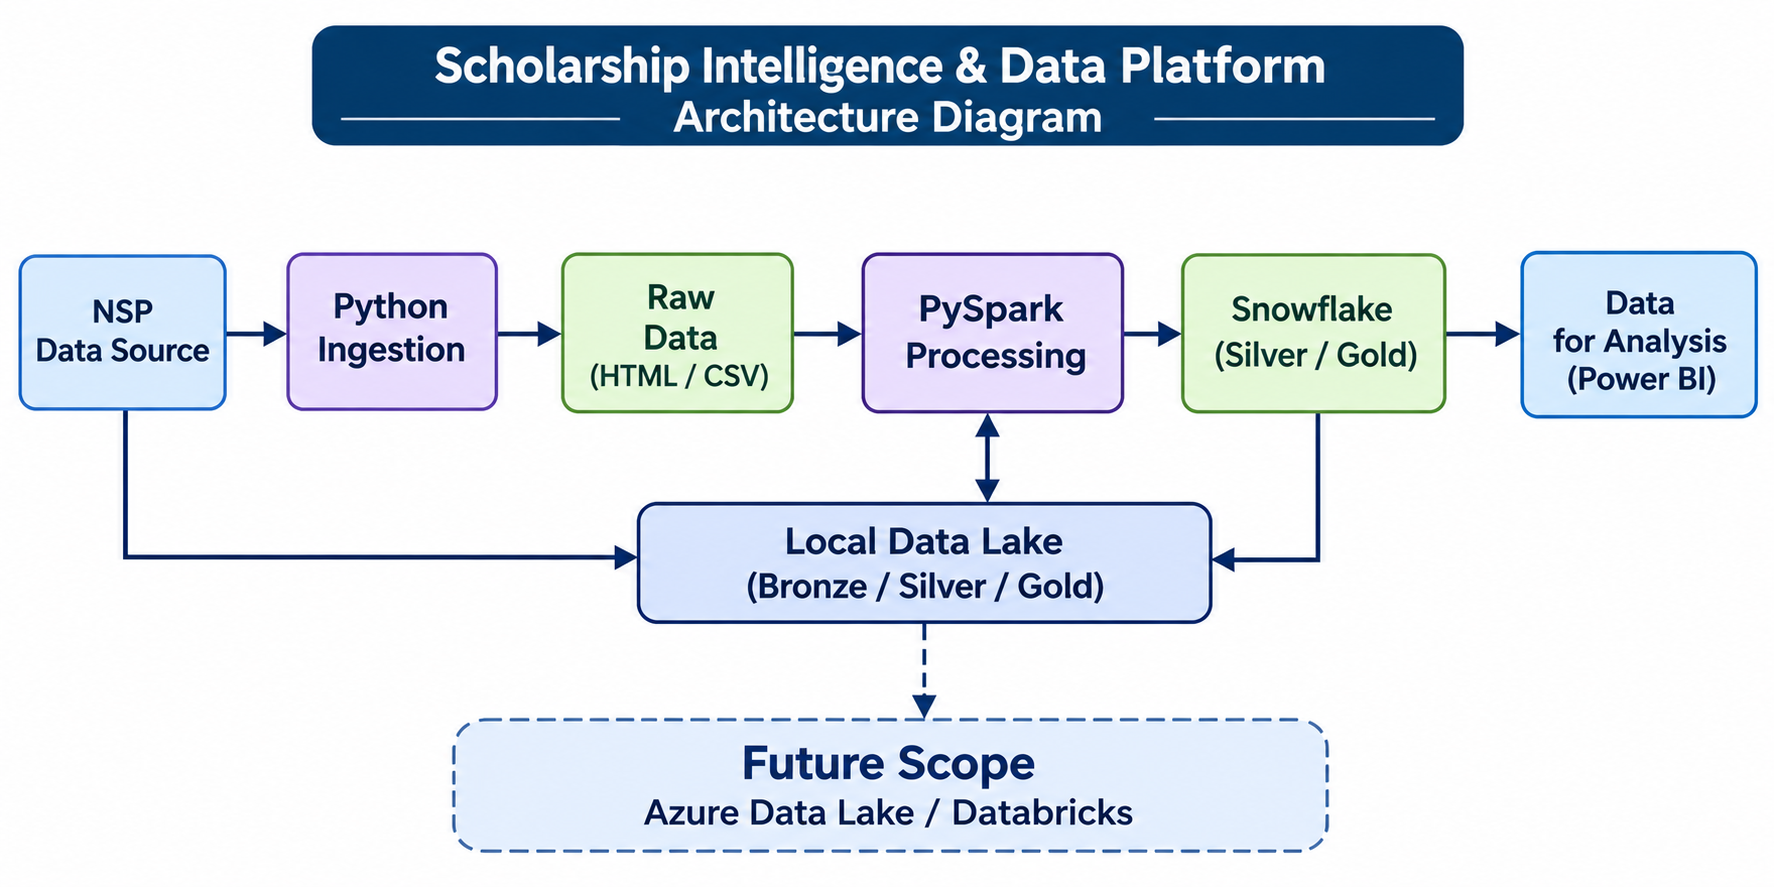 Scholarship Intelligence & Data Platform
Architecture Diagram
NSP
Data Source
Python
Ingestion
Raw
Data
(HTML / CSV)
PySpark
Processing
Snowflake
(Silver / Gold)
Data
for Analysis
(Power BI)
Local Data Lake
(Bronze / Silver / Gold)
Future Scope
Azure Data Lake / Databricks